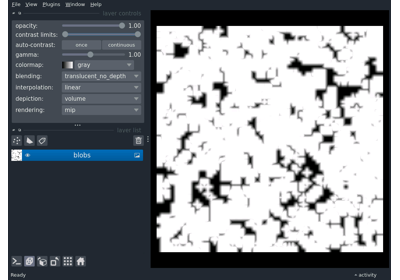 File View Plugins Window Help
layer controls
opacity: 1.00
contrast limits:
auto-contrast: once continuous
gamma: 1.00
colormap: gray
blending: translucent_no_depth
interpolation: linear
depiction: volume
rendering: mip
layer list
blobs
Ready
activity